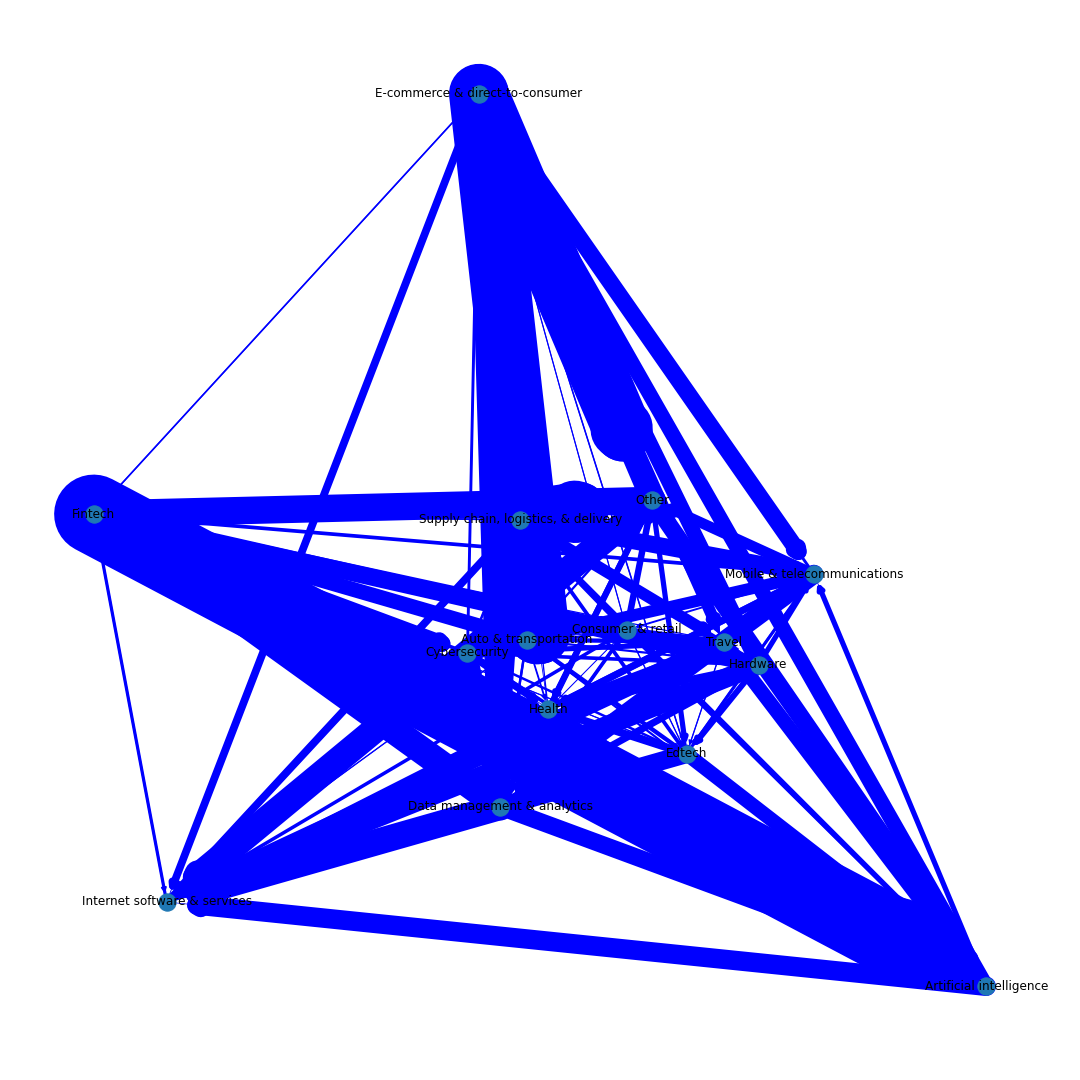 E-commerce & direct-to-consumer
Other
Fintech
Supply chain, logistics, & delivery
Mobile & telecommunications
Consumer & retail
Auto & transportation
Travel
Cybersecurity
Hardware
Health
Edtech
Data management & analytics
Internet software & services
Artificial intelligence